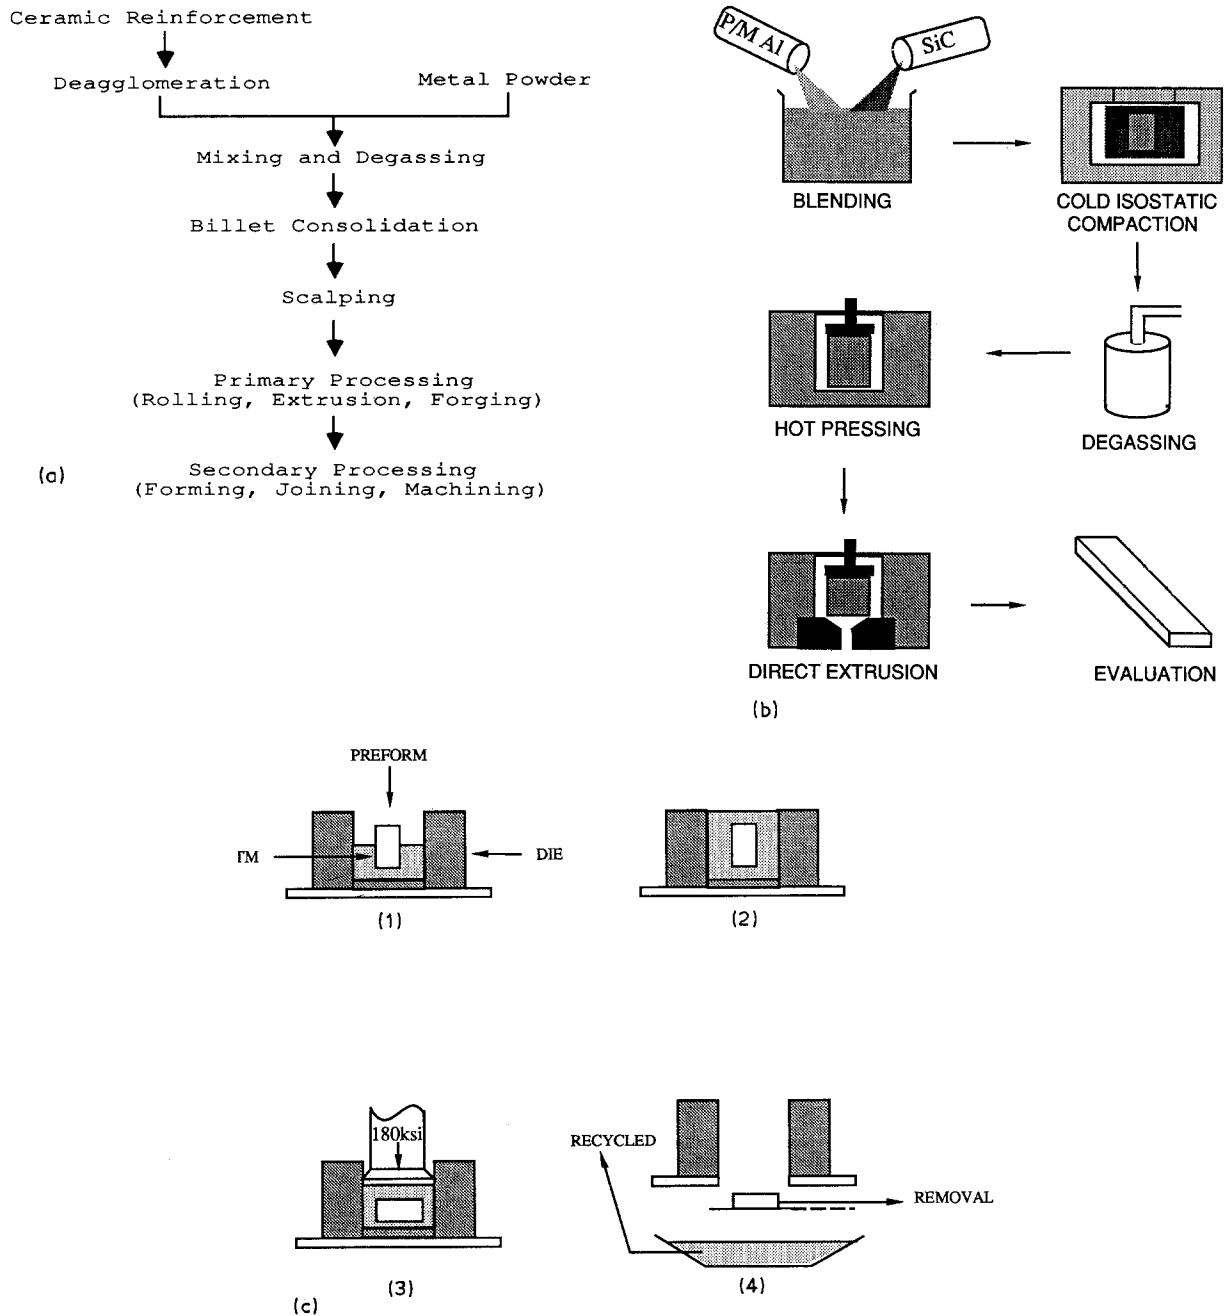 Ceramic Reinforcement
Deagglomeration
Metal Powder
Mixing and Degassing
Billet Consolidation
Scalping
Primary Processing
(Rolling, Extrusion, Forging)
Secondary Processing
(Forming, Joining, Machining)
(a)
P/M Al
SiC
BLENDING
COLD ISOSTATIC
COMPACTION
HOT PRESSING
DEGASSING
DIRECT EXTRUSION
EVALUATION
(b)
PREFORM
TM
DIE
(1)
(2)
180ksi
RECYCLED
REMOVAL
(3)
(4)
(c)